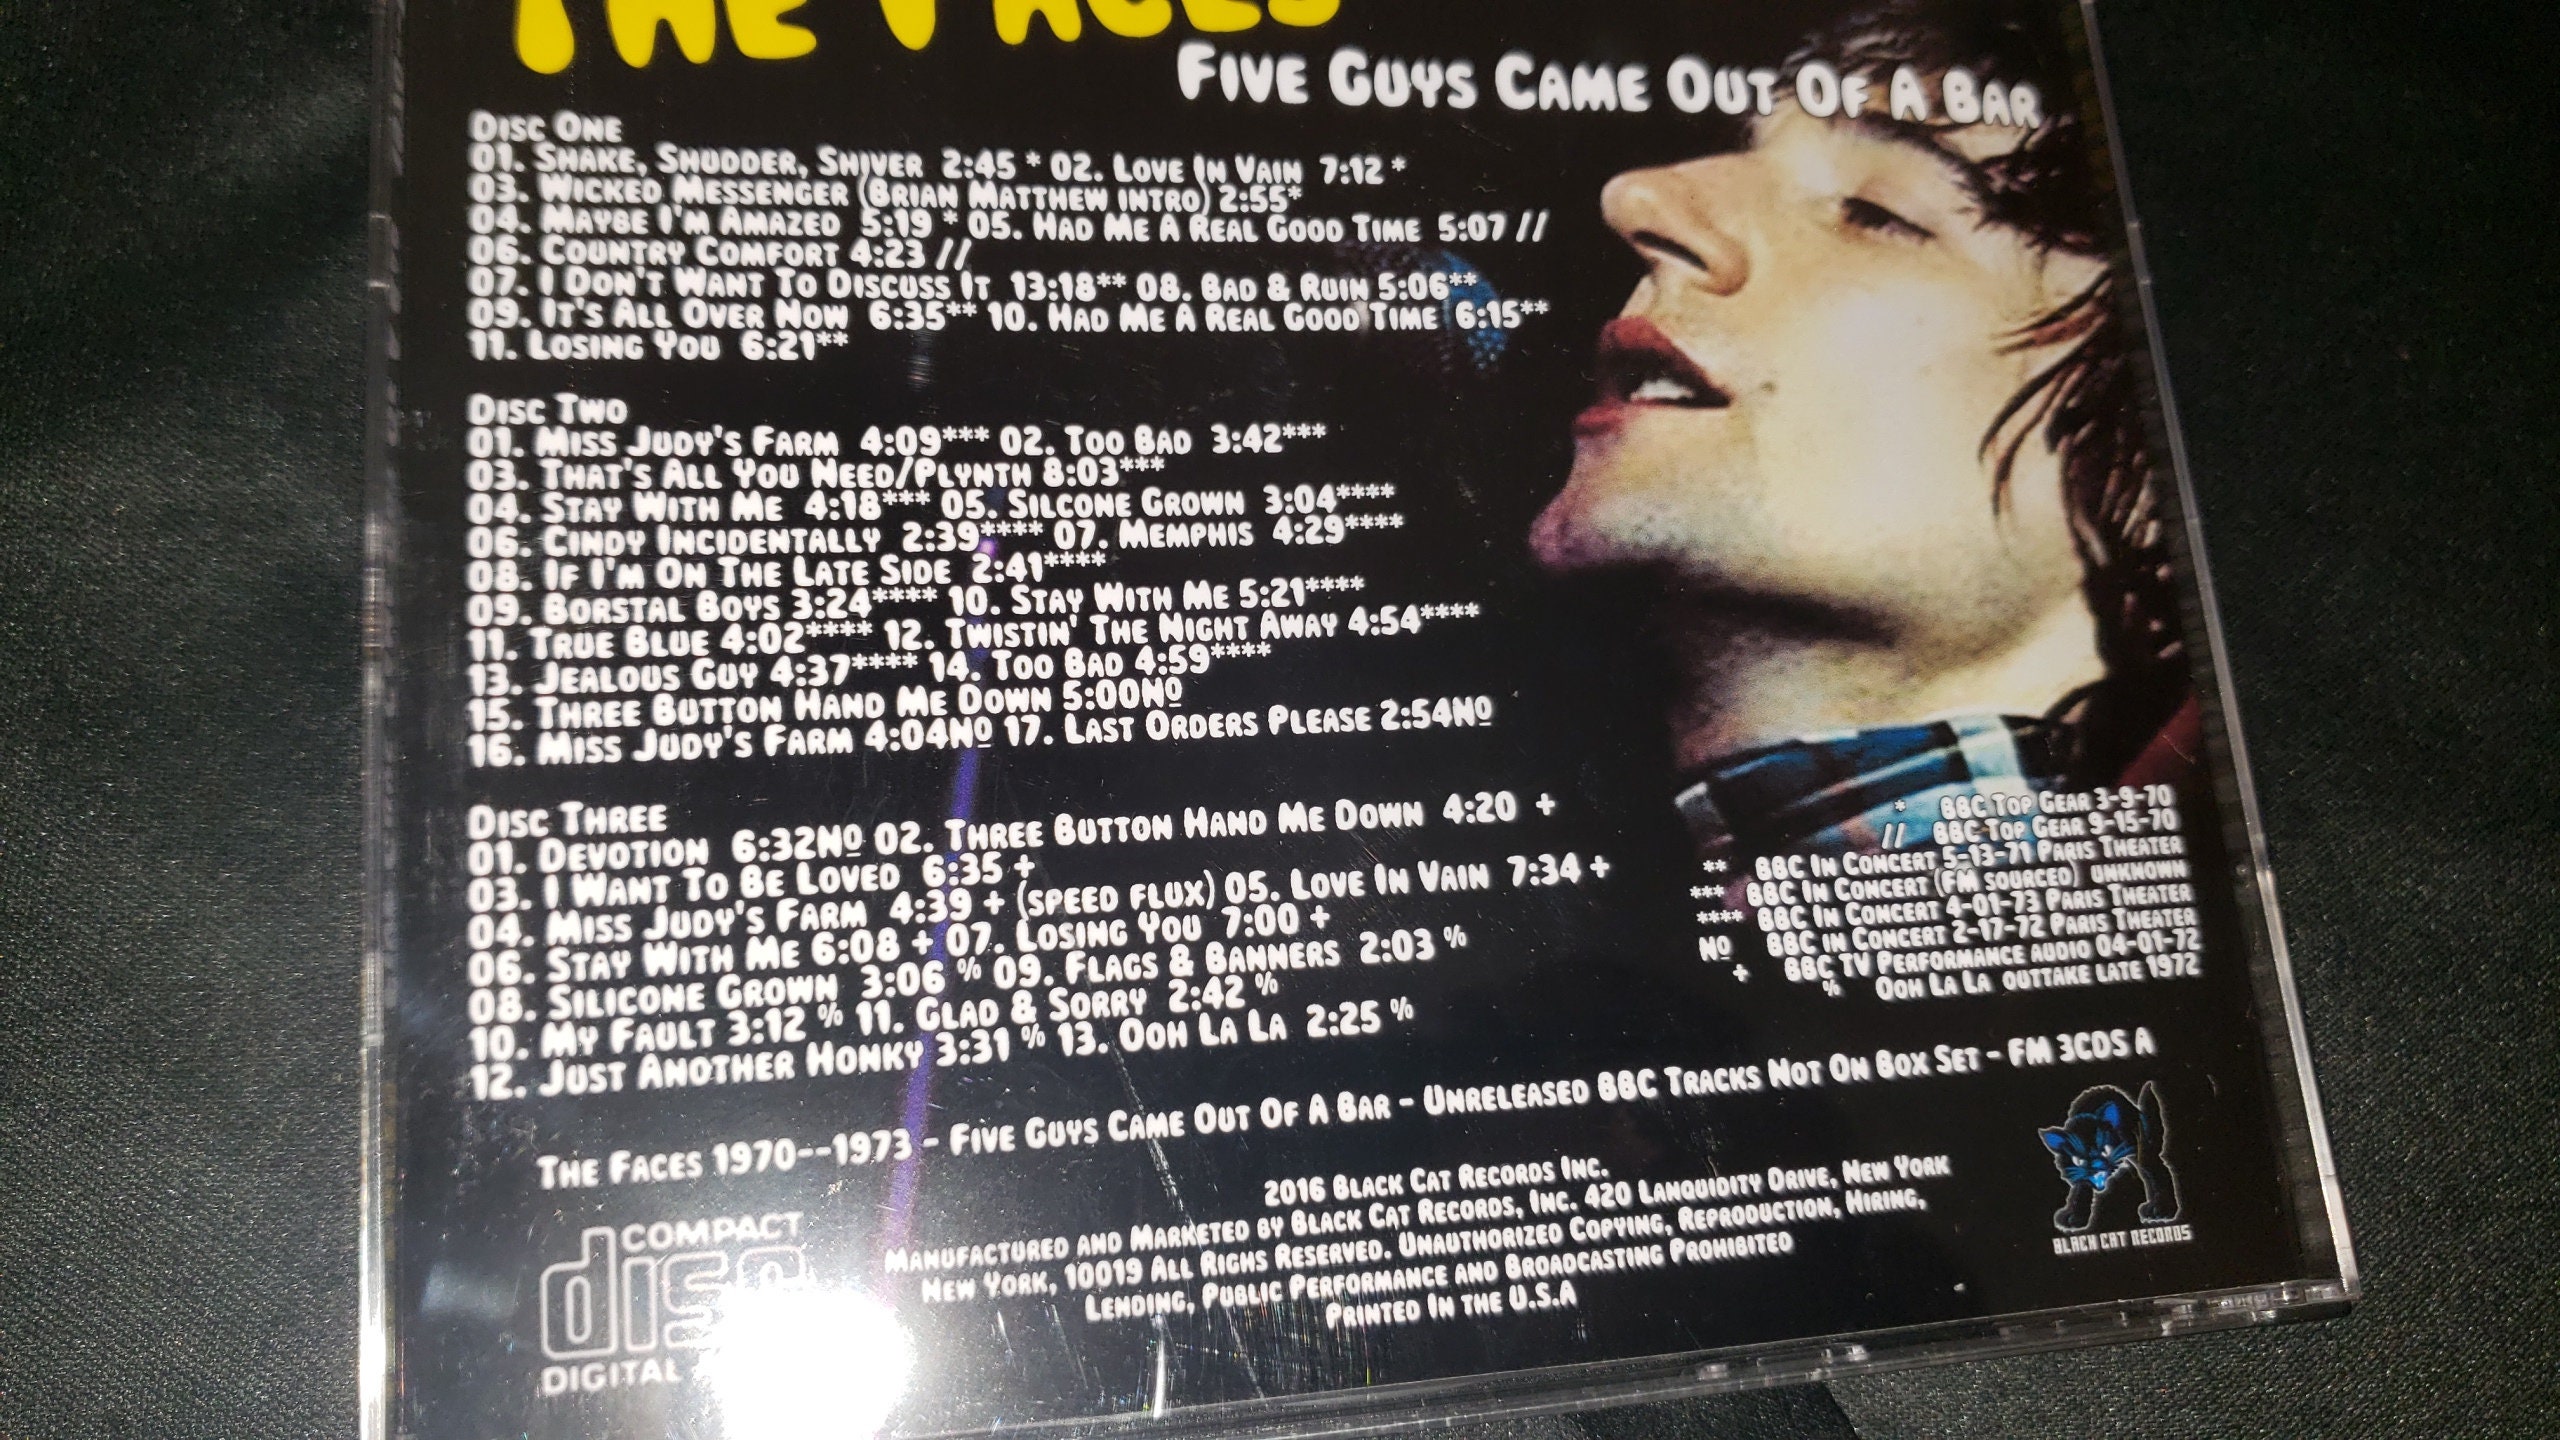 THE FACES
FIVE GUYS CAME OUT OF A BAR
DISC ONE
01. SHAKE, SHUDDER, SHIVER 2:45 * 02. LOVE IN VAIN 7:12 *
03. WICKED MESSENGER (BRIAN MATTHEW INTRO) 2:55*
04. MAYBE I'M AMAZED 5:19 * 05. HAD ME A REAL GOOD TIME 5:07 //
06. COUNTRY COMFORT 4:23 //
07. I DON'T WANT TO DISCUSS IT 13:18** 08. BAD & RUIN 5:06**
09. IT'S ALL OVER NOW 6:35** 10. HAD ME A REAL GOOD TIME 6:15**
11. LOSING YOU 6:21**
DISC TWO
01. MISS JUDY'S FARM 4:09*** 02. TOO BAD 3:42***
03. THAT'S ALL YOU NEED/PLYNTH 8:03***
04. STAY WITH ME 4:18*** 05. SILCONE GROWN 3:04****
06. CINDY INCIDENTALLY 2:39**** 07. MEMPHIS 4:29****
08. IF I'M ON THE LATE SIDE 2:41****
09. BORSTAL BOYS 3:24**** 10. STAY WITH ME 5:21****
11. TRUE BLUE 4:02**** 12. TWISTIN' THE NIGHT AWAY 4:54****
13. JEALOUS GUY 4:37**** 14. TOO BAD 4:59****
15. THREE BUTTON HAND ME DOWN 5:00Nº
16. MISS JUDY'S FARM 4:04Nº 17. LAST ORDERS PLEASE 2:54Nº
DISC THREE
01. DEVOTION 6:32Nº 02. THREE BUTTON HAND ME DOWN 4:20 +
03. I WANT TO BE LOVED 6:35 +
04. MISS JUDY'S FARM 4:39 + (SPEED FLUX) 05. LOVE IN VAIN 7:34 +
06. STAY WITH ME 6:08 + 07. LOSING YOU 7:00 +
08. SILICONE GROWN 3:06 % 09. FLAGS & BANNERS 2:03 %
10. MY FAULT 3:12 % 11. GLAD & SORRY 2:42 %
12. JUST ANOTHER HONKY 3:31 % 13. OOH LA LA 2:25 %
* BBC TOP GEAR 3-9-70
// BBC TOP GEAR 9-15-70
** BBC IN CONCERT 5-13-71 PARIS THEATER
*** BBC IN CONCERT (FM SOURCED) UNKNOWN
**** BBC IN CONCERT 4-01-73 PARIS THEATER
Nº BBC IN CONCERT 2-17-72 PARIS THEATER
+ BBC TV PERFORMANCE AUDIO 04-01-72
% OOH LA LA OUTTAKE LATE 1972
THE FACES 1970--1973 - FIVE GUYS CAME OUT OF A BAR - UNRELEASED BBC TRACKS NOT ON BOX SET - FM 3CDS A
2016 BLACK CAT RECORDS INC.
MANUFACTURED AND MARKETED BY BLACK CAT RECORDS, INC. 420 LANQUIDITY DRIVE, NEW YORK
NEW YORK, 10019 ALL RIGHS RESERVED. UNAUTHORIZED COPYING, REPRODUCTION, HIRING,
LENDING, PUBLIC PERFORMANCE AND BROADCASTING PROHIBITED
PRINTED IN THE U.S.A
COMPACT
disc
DIGITAL
BLACK CAT RECORDS